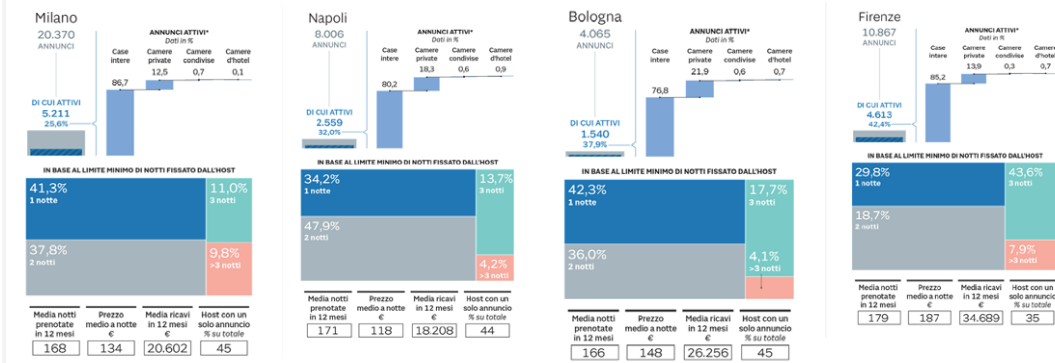 Milano
20.370
ANNUNCI
ANNUNCI ATTIVI*
Dati in %
Case intere
Camere private
Camere condivise
Camere d'hotel
86,7
12,5
0,7
0,1
DI CUI ATTIVI
5.211
25,6%
IN BASE AL LIMITE MINIMO DI NOTTI FISSATO DALL'HOST
41,3%
1 notte
11,0%
3 notti
37,8%
2 notti
9,8%
>3 notti
Media notti prenotate in 12 mesi
168
Prezzo medio a notte €
134
Media ricavi in 12 mesi €
20.602
Host con un solo annuncio % su totale
45
Napoli
8.006
ANNUNCI
ANNUNCI ATTIVI*
Dati in %
Case intere
Camere private
Camere condivise
Camere d'hotel
80,2
18,3
0,6
0,9
DI CUI ATTIVI
2.559
32,0%
IN BASE AL LIMITE MINIMO DI NOTTI FISSATO DALL'HOST
34,2%
1 notte
13,7%
3 notti
47,9%
2 notti
4,2%
>3 notti
Media notti prenotate in 12 mesi
171
Prezzo medio a notte €
118
Media ricavi in 12 mesi €
18.208
Host con un solo annuncio % su totale
44
Bologna
4.065
ANNUNCI
ANNUNCI ATTIVI*
Dati in %
Case intere
Camere private
Camere condivise
Camere d'hotel
76,8
21,9
0,6
0,7
DI CUI ATTIVI
1.540
37,9%
IN BASE AL LIMITE MINIMO DI NOTTI FISSATO DALL'HOST
42,3%
1 notte
17,7%
3 notti
36,0%
2 notti
4,1%
>3 notti
Media notti prenotate in 12 mesi
166
Prezzo medio a notte €
148
Media ricavi in 12 mesi €
26.256
Host con un solo annuncio % su totale
45
Firenze
10.867
ANNUNCI
ANNUNCI ATTIVI*
Dati in %
Case intere
Camere private
Camere condivise
Camere d'hotel
85,2
13,9
0,3
0,7
DI CUI ATTIVI
4.613
42,4%
IN BASE AL LIMITE MINIMO DI NOTTI FISSATO DALL'HOST
29,8%
1 notte
43,6%
3 notti
18,7%
2 notti
7,9%
>3 notti
Media notti prenotate in 12 mesi
179
Prezzo medio a notte €
187
Media ricavi in 12 mesi €
34.689
Host con un solo annuncio % su totale
35